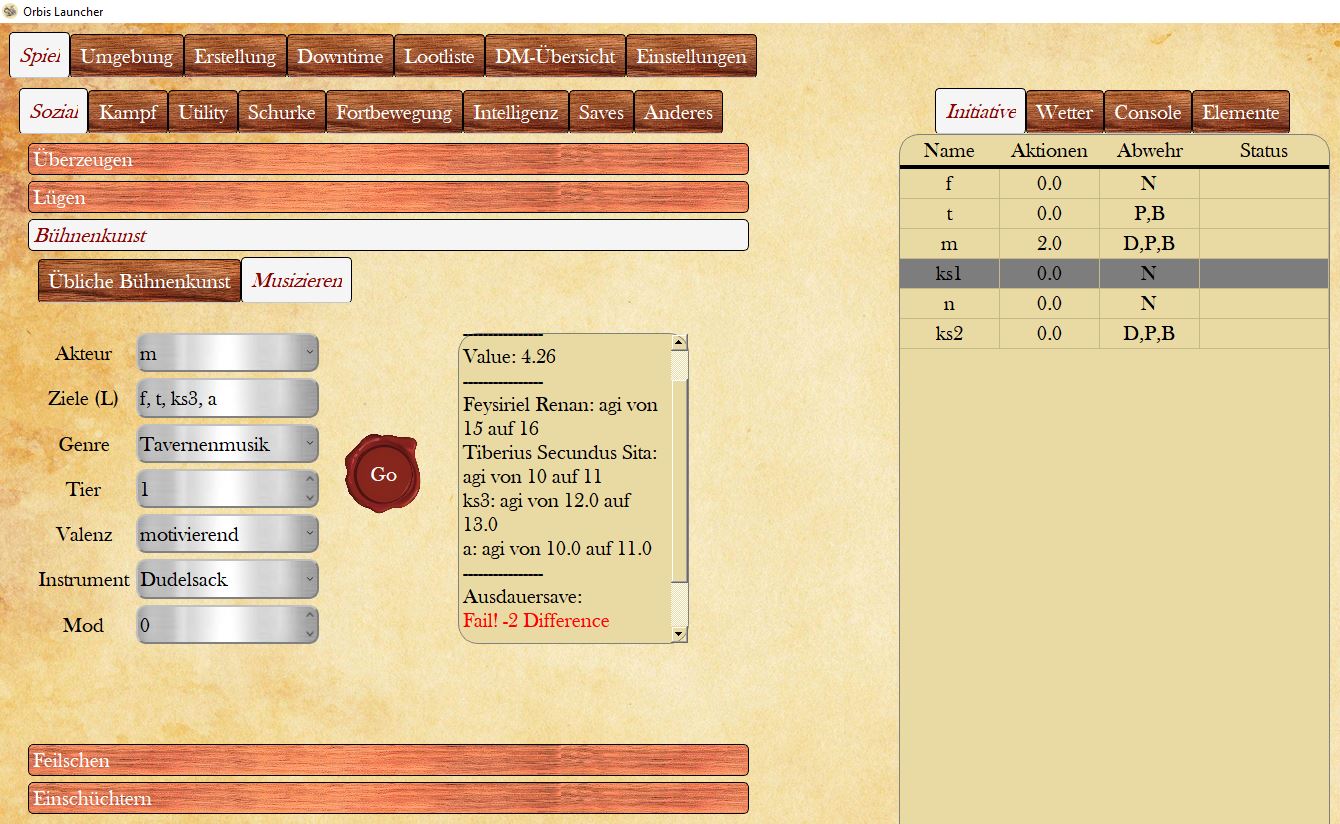 Orbis Launcher
Spiel Umgebung Erstellung Downtime Lootliste DM-Übersicht Einstellungen
Sozial Kampf Utility Schurke Fortbewegung Intelligenz Saves Anderes
Überzeugen
Lügen
Bühnenkunst
Übliche Bühnenkunst Musizieren
Akteur m
Ziele (L) f, t, ks3, a
Genre Tavernenmusik
Tier 1
Valenz motivierend
Instrument Dudelsack
Mod 0
Go
----------------
Value: 4.26
----------------
Feysiriel Renan: agi von
15 auf 16
Tiberius Secundus Sita:
agi von 10 auf 11
ks3: agi von 12.0 auf
13.0
a: agi von 10.0 auf 11.0
----------------
Ausdauersave:
Fail! -2 Difference
Feilschen
Einschüchtern
Initiative Wetter Console Elemente
Name Aktionen Abwehr Status
f 0.0 N
t 0.0 P,B
m 2.0 D,P,B
ks1 0.0 N
n 0.0 N
ks2 0.0 D,P,B